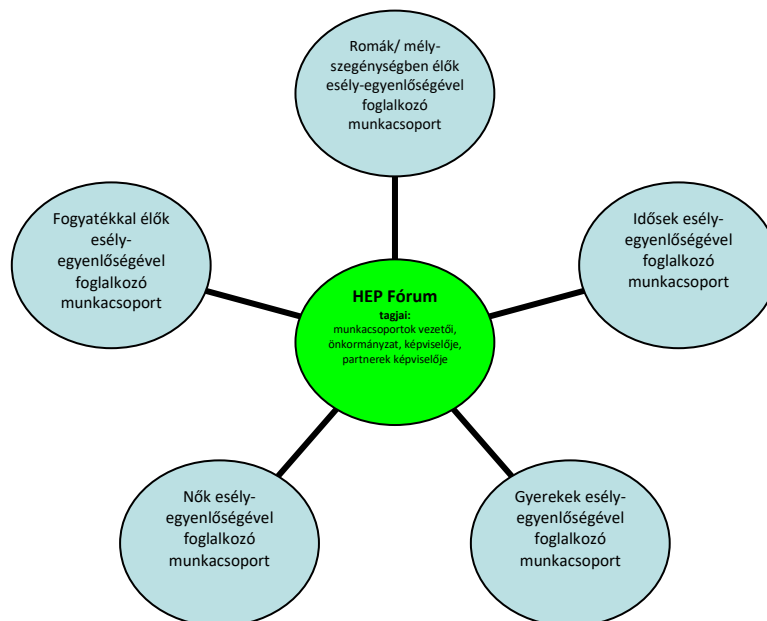 Romák/ mély-
szegénységben élők
esély-egyenlőségével
foglalkozó
munkacsoport
Fogyatékkal élők
esély-
egyenlőségével
foglalkozó
munkacsoport
Idősek esély-
egyenlőségével
foglalkozó
munkacsoport
HEP Fórum
tagjai:
munkacsoportok vezetői,
önkormányzat, képviselője,
partnerek képviselője
Nők esély-
egyenlőségével
foglalkozó
munkacsoport
Gyerekek esély-
egyenlőségével
foglalkozó
munkacsoport